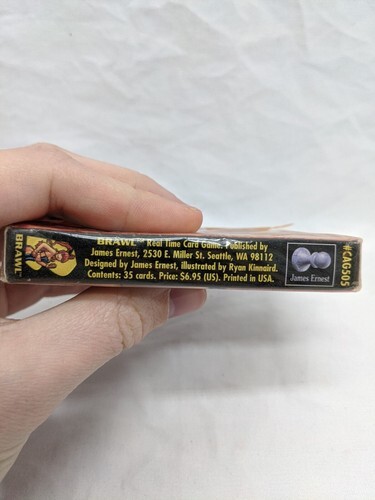 BRAWL
BRAWL™ Real Time Card Game. Published by
James Ernest, 2530 E. Miller St. Seattle, WA 98112
Designed by James Ernest, illustrated by Ryan Kinnaird.
Contents: 35 cards. Price: $6.95 (US). Printed in USA.
James Ernest
#CAG505